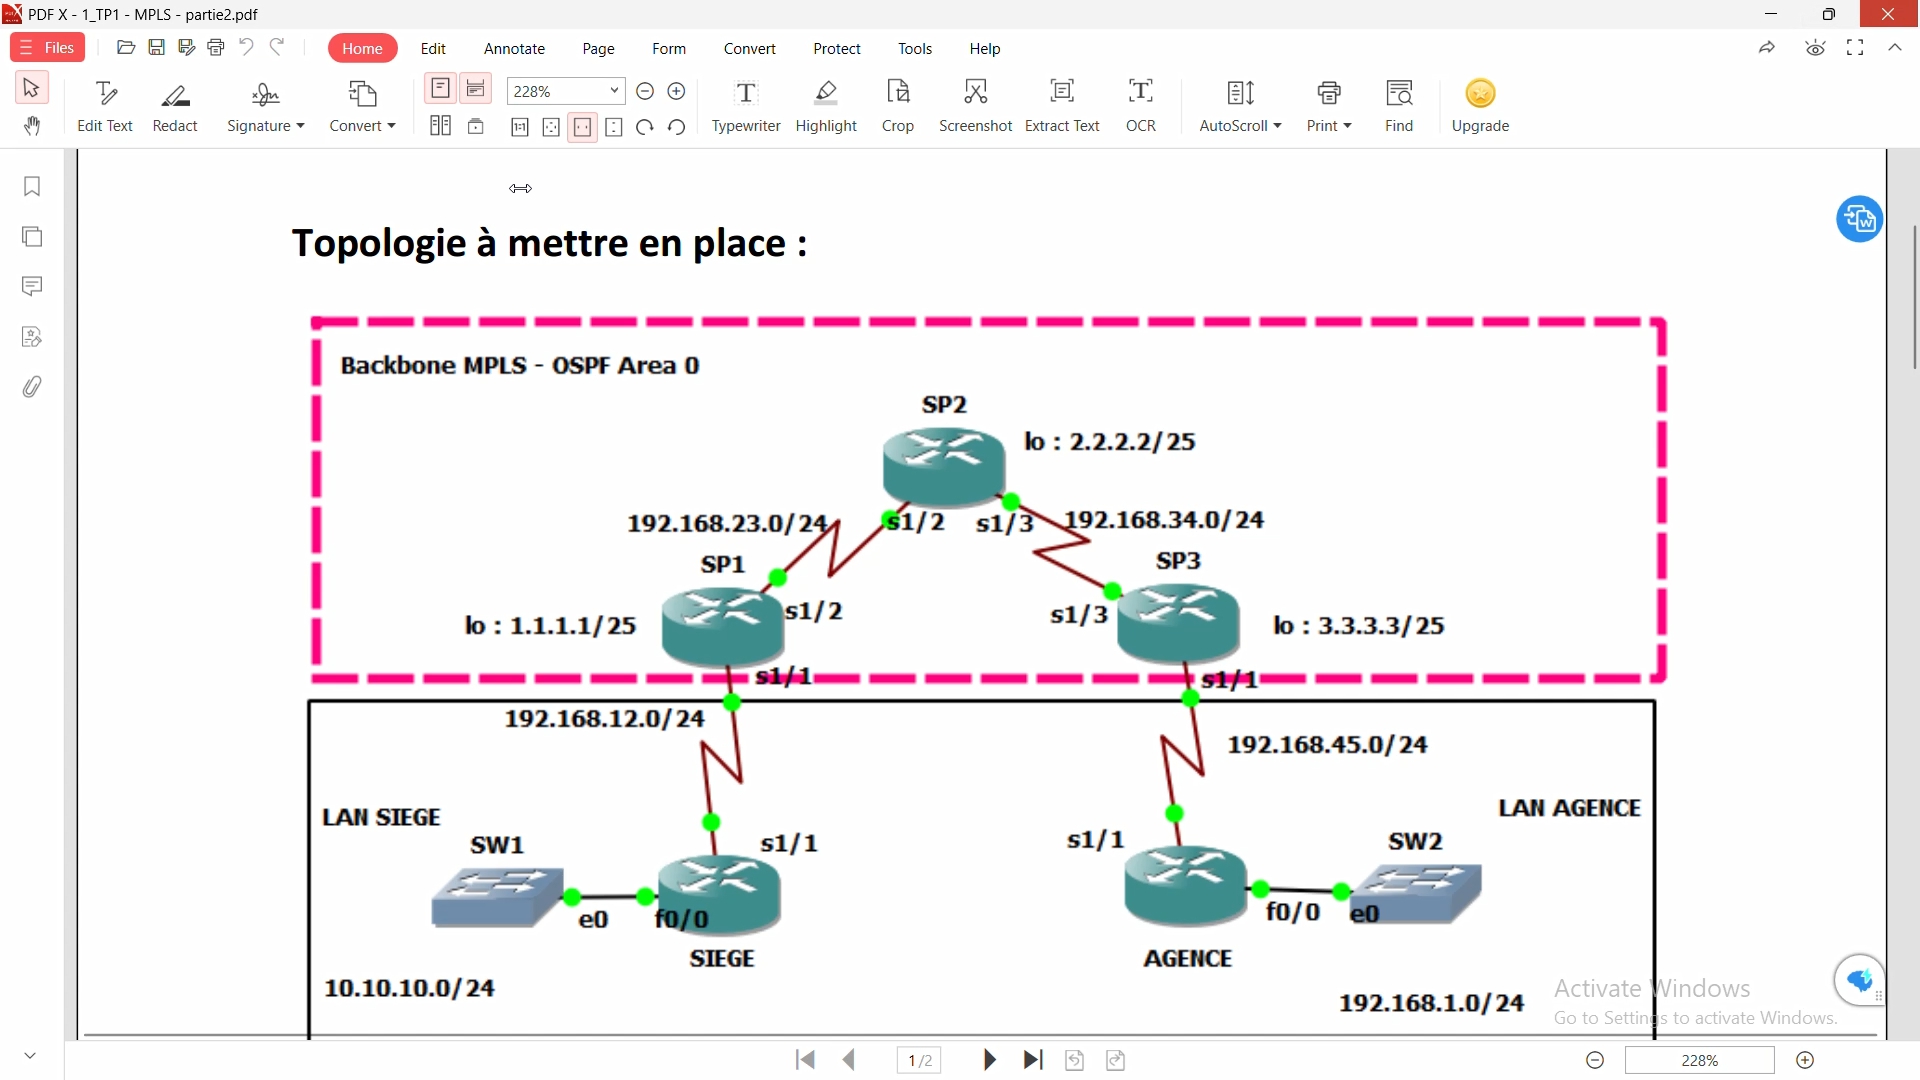 PDF X - 1_TP1 - MPLS - partie2.pdf
Files Home Edit Annotate Page Form Convert Protect Tools Help
228%
Edit Text Redact Signature Convert Typewriter Highlight Crop Screenshot Extract Text OCR AutoScroll Print Find Upgrade
Topologie à mettre en place :
Backbone MPLS - OSPF Area 0
SP2
lo : 2.2.2.2/25
192.168.23.0/24 s1/2 s1/3 192.168.34.0/24
SP1 SP3
s1/2 s1/3
lo : 1.1.1.1/25 lo : 3.3.3.3/25
s1/1 s1/1
192.168.12.0/24
192.168.45.0/24
LAN SIEGE LAN AGENCE
SW1 s1/1 s1/1 SW2
e0 f0/0 f0/0 e0
SIEGE AGENCE
10.10.10.0/24 192.168.1.0/24
Activate Windows
Go to Settings to activate Windows.
1/2 228%